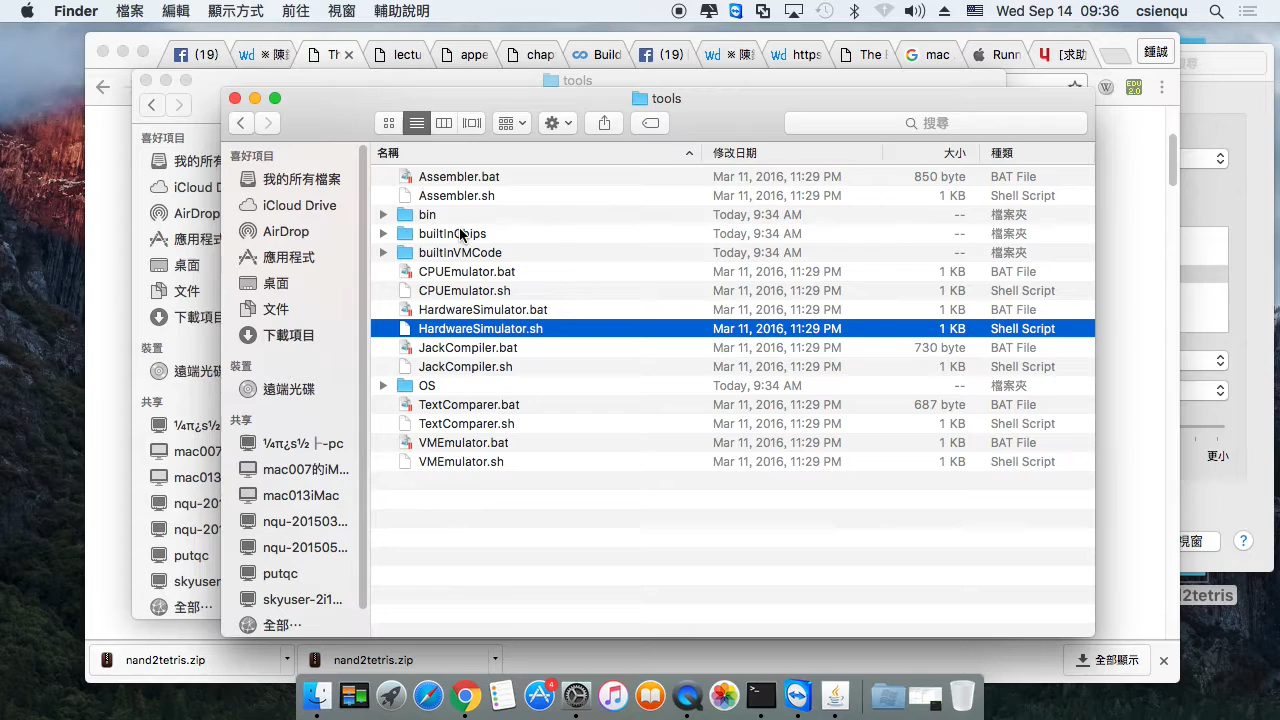 Finder 檔案 編輯 顯示方式 前往 視窗 輔助說明 Wed Sep 14 09:36 csienqu
(19) ※ 陳 Th lectu appe chap Build (19) ※ 陳 https The E mac Runn [求助 鍾誠
tools
tools
搜尋
喜好項目
我的所有
iCloud D
AirDrop
應用程式
桌面
文件
下載項目
裝置
遠端光碟
共享
mac007
mac013
nqu-201
nqu-201
putqc
skyuser
全部⋯
喜好項目
我的所有檔案
iCloud Drive
AirDrop
應用程式
桌面
文件
下載項目
裝置
遠端光碟
共享
¼π¿s½├-pc
mac007的iM...
mac013iMac
nqu-201503...
nqu-201505...
putqc
skyuser-2i1...
全部⋯
名稱 修改日期 大小 種類
Assembler.bat Mar 11, 2016, 11:29 PM 850 byte BAT File
Assembler.sh Mar 11, 2016, 11:29 PM 1 KB Shell Script
bin Today, 9:34 AM -- 檔案夾
builtInChips Today, 9:34 AM -- 檔案夾
builtInVMCode Today, 9:34 AM -- 檔案夾
CPUEmulator.bat Mar 11, 2016, 11:29 PM 1 KB BAT File
CPUEmulator.sh Mar 11, 2016, 11:29 PM 1 KB Shell Script
HardwareSimulator.bat Mar 11, 2016, 11:29 PM 1 KB BAT File
HardwareSimulator.sh Mar 11, 2016, 11:29 PM 1 KB Shell Script
JackCompiler.bat Mar 11, 2016, 11:29 PM 730 byte BAT File
JackCompiler.sh Mar 11, 2016, 11:29 PM 1 KB Shell Script
OS Today, 9:34 AM -- 檔案夾
TextComparer.bat Mar 11, 2016, 11:29 PM 687 byte BAT File
TextComparer.sh Mar 11, 2016, 11:29 PM 1 KB Shell Script
VMEmulator.bat Mar 11, 2016, 11:29 PM 1 KB BAT File
VMEmulator.sh Mar 11, 2016, 11:29 PM 1 KB Shell Script
搜尋
更小
視窗 ?
d2tetris
nand2tetris.zip nand2tetris.zip 全部顯示
4